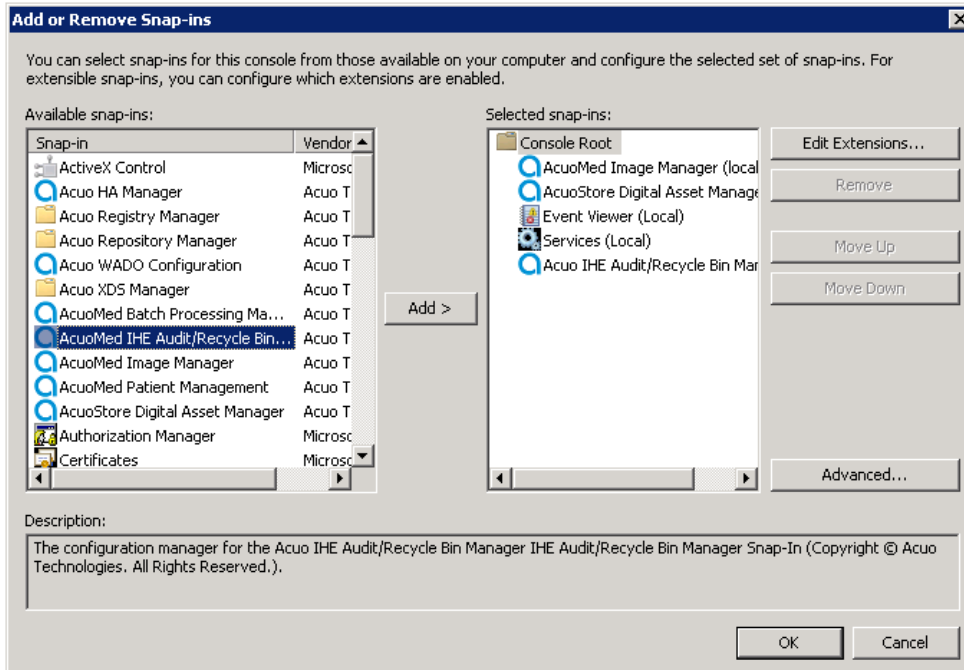 Add or Remove Snap-ins
You can select snap-ins for this console from those available on your computer and configure the selected set of snap-ins. For
extensible snap-ins, you can configure which extensions are enabled.
Available snap-ins:
Snap-in Vendor
ActiveX Control Microsc
Acuo HA Manager Acuo T
Acuo Registry Manager Acuo T
Acuo Repository Manager Acuo T
Acuo WADO Configuration Acuo T
Acuo XDS Manager Acuo T
AcuoMed Batch Processing Ma... Acuo T
AcuoMed IHE Audit/Recycle Bin... Acuo T
AcuoMed Image Manager Acuo T
AcuoMed Patient Management Acuo T
AcuoStore Digital Asset Manager Acuo T
Authorization Manager Microsc
Certificates Microsc
Add >
Selected snap-ins:
Console Root
AcuoMed Image Manager (local
AcuoStore Digital Asset Manage
Event Viewer (Local)
Services (Local)
Acuo IHE Audit/Recycle Bin Mar
Edit Extensions...
Remove
Move Up
Move Down
Advanced...
Description:
The configuration manager for the Acuo IHE Audit/Recycle Bin Manager IHE Audit/Recycle Bin Manager Snap-In (Copyright © Acuo
Technologies. All Rights Reserved.).
OK
Cancel